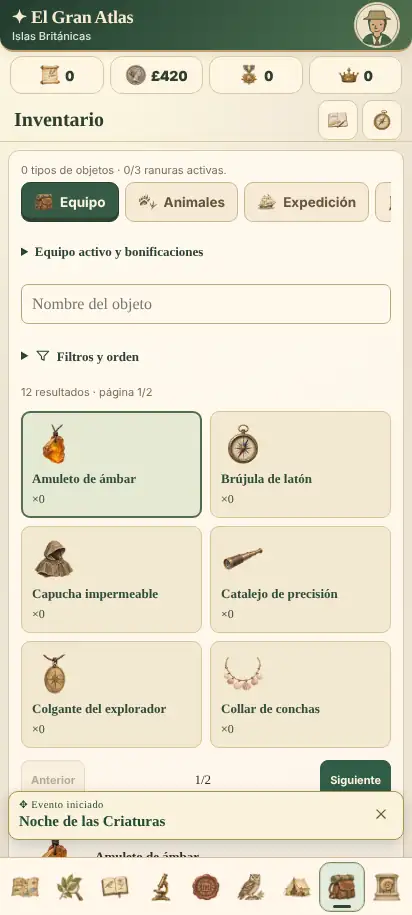 ✦ El Gran Atlas
Islas Británicas
0
£420
0
0
Inventario
0 tipos de objetos · 0/3 ranuras activas.
Equipo
Animales
Expedición
Equipo activo y bonificaciones
Nombre del objeto
Filtros y orden
12 resultados · página 1/2
Amuleto de ámbar
×0
Brújula de latón
×0
Capucha impermeable
×0
Catalejo de precisión
×0
Colgante del explorador
×0
Collar de conchas
×0
Anterior
1/2
Siguiente
✥ Evento iniciado
Noche de las Criaturas
Amuleto de ámbar